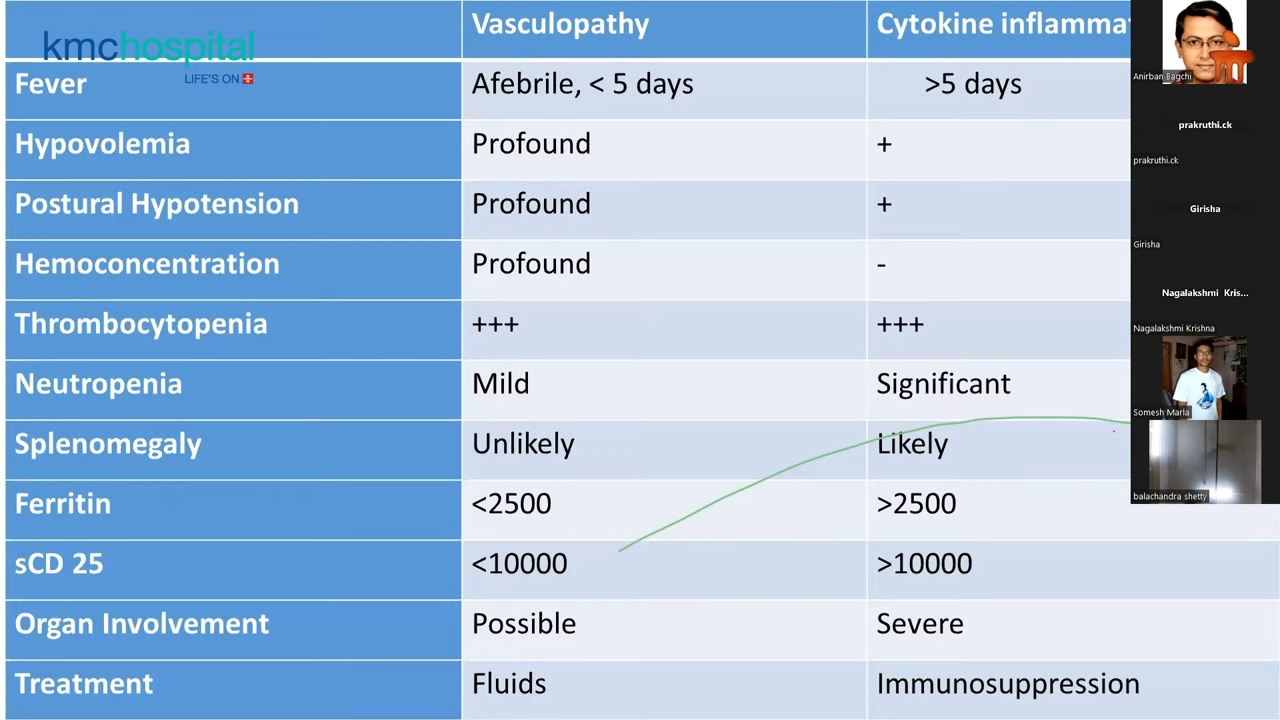 Vasculopathy Cytokine inflamma
kmchospital
LIFE'S ON
Fever Afebrile, < 5 days >5 days
Hypovolemia Profound +
Postural Hypotension Profound +
Hemoconcentration Profound -
Thrombocytopenia +++ +++
Neutropenia Mild Significant
Splenomegaly Unlikely Likely
Ferritin <2500 >2500
sCD 25 <10000 >10000
Organ Involvement Possible Severe
Treatment Fluids Immunosuppression
Anirban Bagchi
prakruthi.ck
prakruthi.ck
Girisha
Girisha
Nagalakshmi Kris...
Nagalakshmi Krishna
Somesh Marla
balachandra shetty